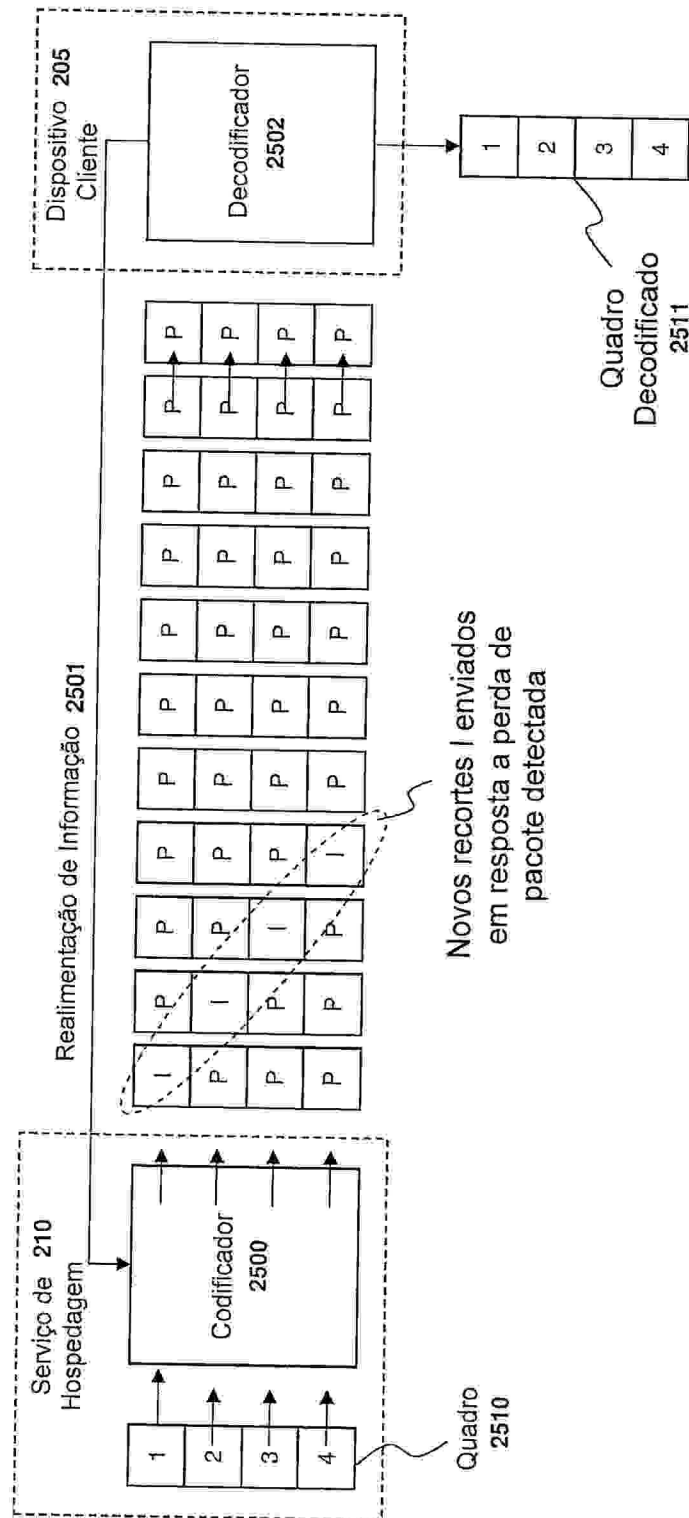 Serviço de 210
Hospedagem
1
2
3
4
Quadro
2510
Codificador
2500
Realimentação de Informação 2501
I P P P P P P P P P P
P I P P P P P P P P P
P P I P P P P P P P P
P P P I P P P P P P P
Novos recortes I enviados
em resposta a perda de
pacote detectada
Dispositivo 205
Cliente
Decodificador
2502
1
2
3
4
Quadro
Decodificado
2511